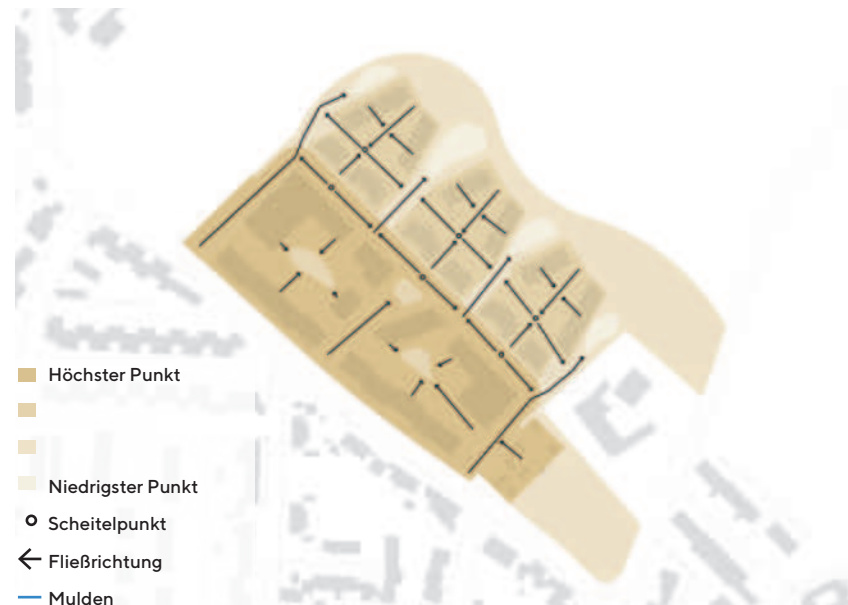 Höchster Punkt
Niedrigster Punkt
Scheitelpunkt
Fließrichtung
Mulden